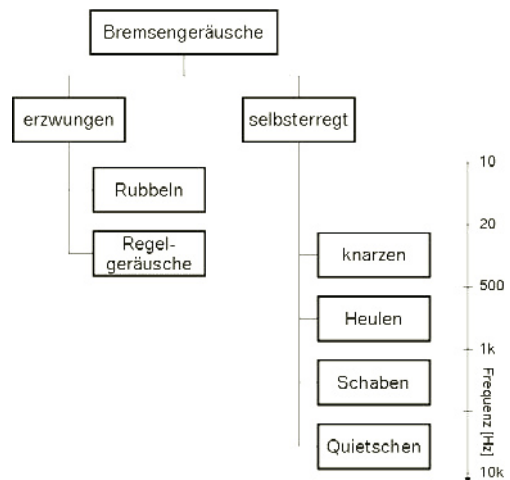 Bremsengeräusche
erzwungen
selbsterregt
Rubbeln
Regel-
geräusche
knarzen
Heulen
Schaben
Quietschen
10
20
500
1k
10k
Frequenz [Hz]